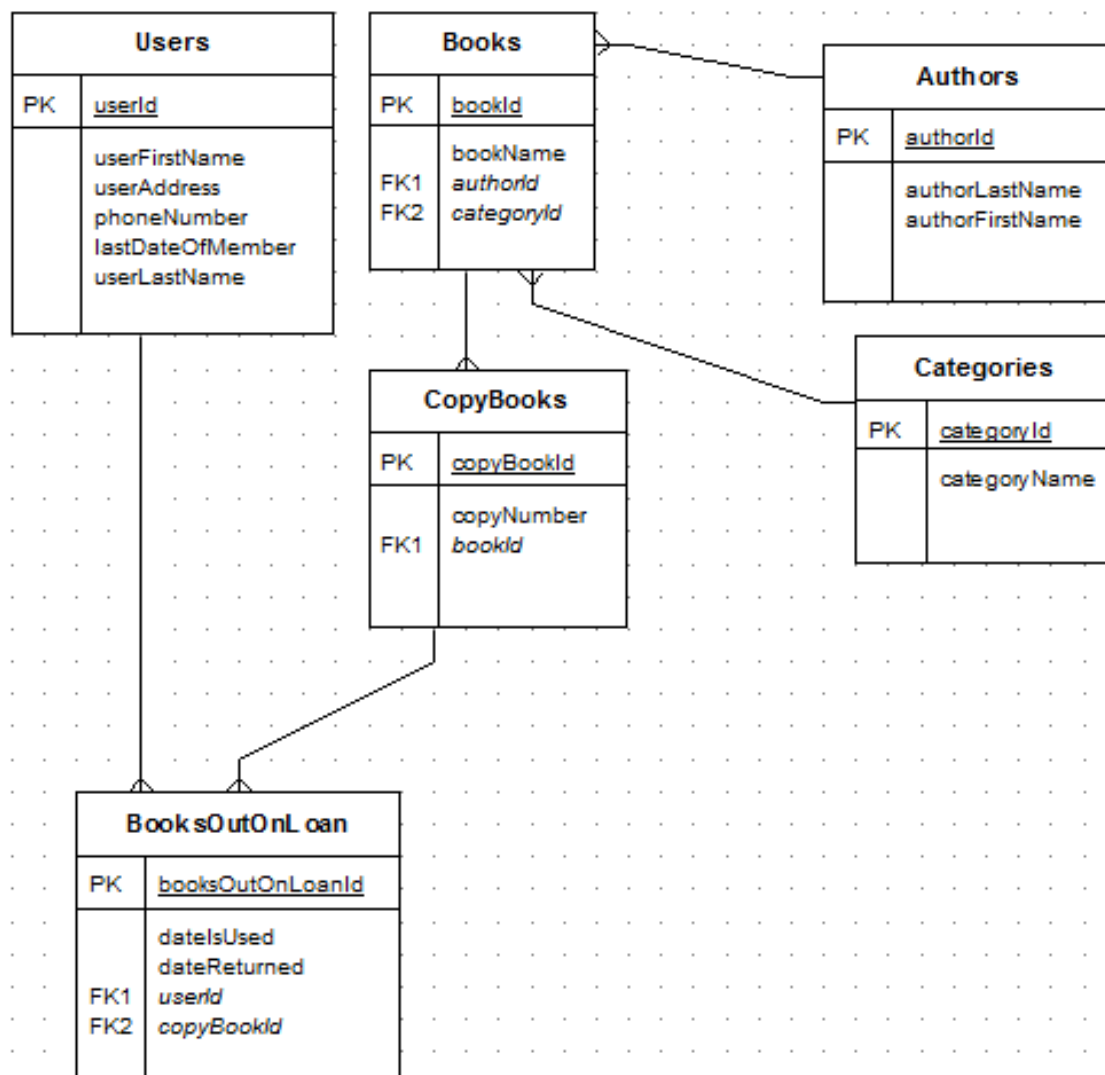 Users
PK userId
userFirstName
userAddress
phoneNumber
lastDateOfMember
userLastName
Books
PK bookId
bookName
FK1 authorId
FK2 categoryId
Authors
PK authorId
authorLastName
authorFirstName
Categories
PK categoryId
categoryName
CopyBooks
PK copyBookId
copyNumber
FK1 bookId
BooksOutOnLoan
PK booksOutOnLoanId
dateIsUsed
dateReturned
FK1 userId
FK2 copyBookId